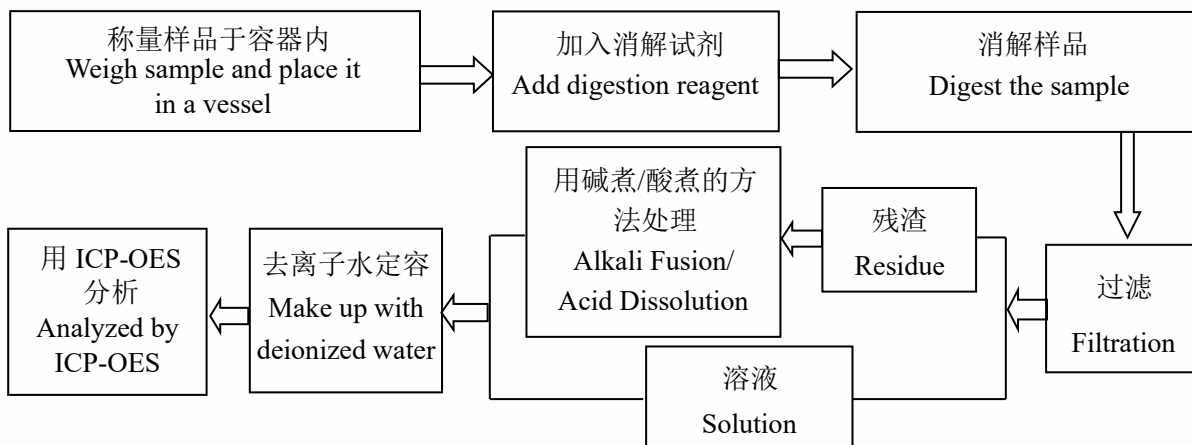 称量样品于容器内
Weigh sample and place it
in a vessel
加入消解试剂
Add digestion reagent
消解样品
Digest the sample
过滤
Filtration
残渣
Residue
用碱煮/酸煮的方
法处理
Alkali Fusion/
Acid Dissolution
溶液
Solution
去离子水定容
Make up with
deionized water
用 ICP-OES
分析
Analyzed by
ICP-OES